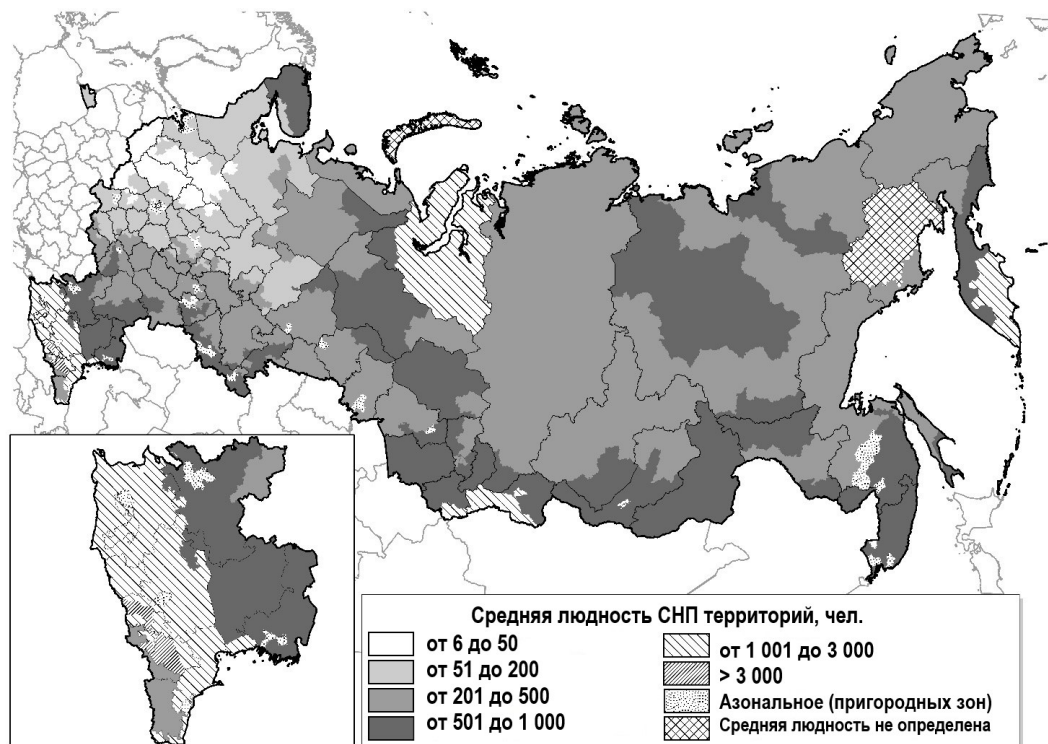 Средняя людность СНП территорий, чел.
от 6 до 50
от 51 до 200
от 201 до 500
от 501 до 1 000
от 1 001 до 3 000
> 3 000
Азональное (пригородных зон)
Средняя людность не определена